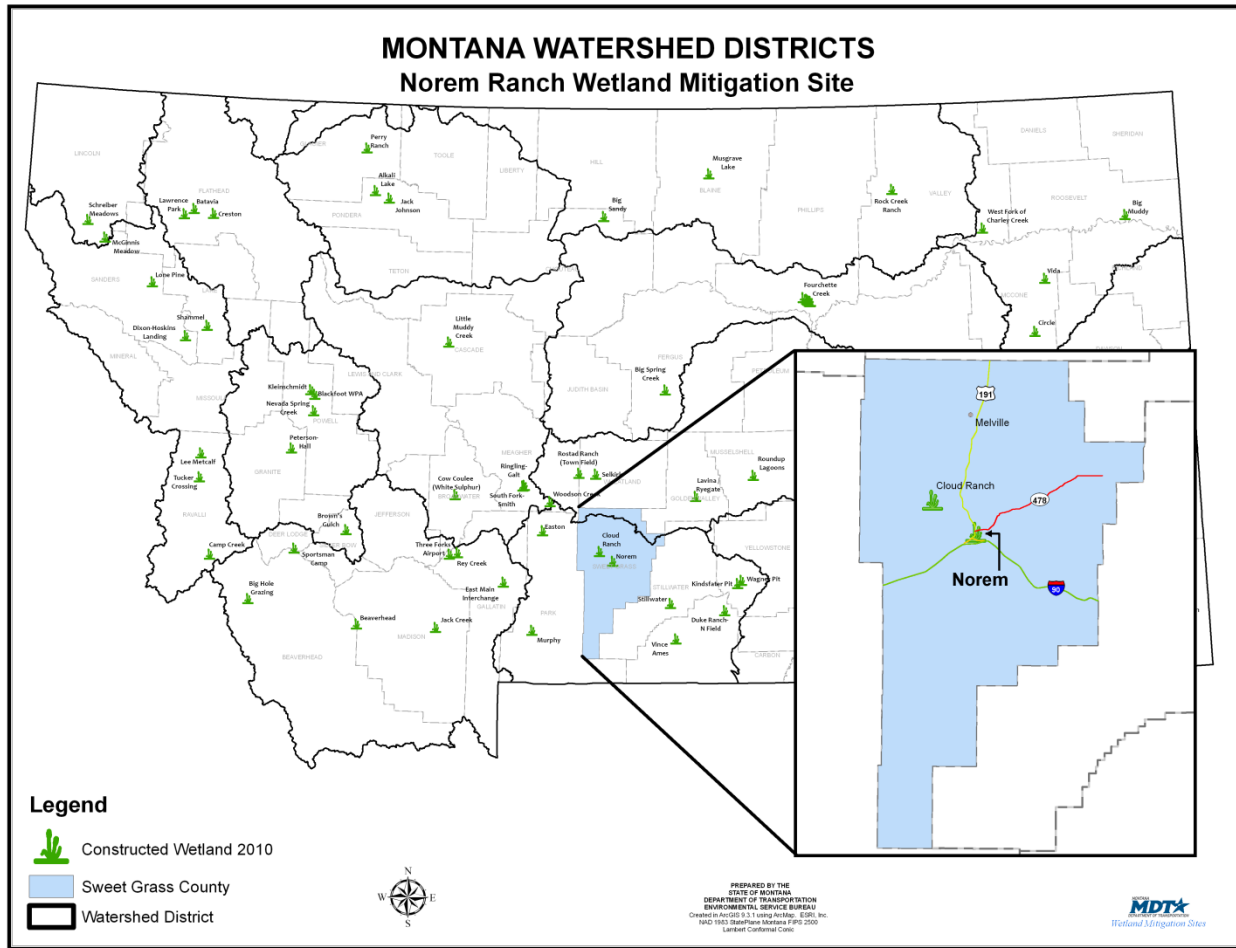 MONTANA WATERSHED DISTRICTS
Norem Ranch Wetland Mitigation Site
LINCOLN
FLATHEAD
TOOLE
LIBERTY
HILL
BLAINE
PHILLIPS
VALLEY
DANIELS
SHERIDAN
ROOSEVELT
PONDERA
TETON
SANDERS
MINERAL
LEWIS AND CLARK
CASCADE
FERGUS
JUDITH BASIN
POWELL
GRANITE
RAVALLI
DEER LODGE
JEFFERSON
MEAGHER
GALLATIN
PARK
MADISON
BEAVERHEAD
STILLWATER
YELLOWSTONE
CARBON
MUSSELSHELL
Perry
Ranch
Alkali
Lake
Jack
Johnson
Big
Sandy
Musgrave
Lake
Rock Creek
Ranch
West Fork of
Charley Creek
Big
Muddy
Schreiber
Meadows
McGinnis
Meadow
Lawrence
Park
Batavia
Creston
Lone Pine
Shammel
Dixon-Hoskins
Landing
Little
Muddy
Creek
Fourchette
Creek
Vida
Circle
Big Spring
Creek
Kleinschmidt
Blackfoot WPA
Nevada Spring
Creek
Peterson-
Hall
Lee Metcalf
Tucker
Crossing
Cow Coulee
(White Sulphur)
Ringling-
Galt
South Fork-
Smith
Rostad Ranch
(Town Field)
Selkirk
Woodson Creek
Lavina /
Ryegate
Roundup
Lagoons
Brown's
Gulch
Camp Creek
Sportsman
Camp
Three Forks
Airport
Rey Creek
Easton
Cloud
Ranch
Norem
Big Hole
Grazing
Beaverhead
Jack Creek
East Main
Interchange
Murphy
Stillwater
Kindsfater Pit
Wagner Pit
Duke Ranch-
N Field
Vince
Ames
191
Melville
Cloud Ranch
478
Norem
90
Legend
Constructed Wetland 2010
Sweet Grass County
Watershed District
N
W E
S
PREPARED BY THE
STATE OF MONTANA
DEPARTMENT OF TRANSPORTATION
ENVIRONMENTAL SERVICE BUREAU
Created in ArcGIS 9.3.1 using ArcMap. ESRI, Inc.
NAD 1983 StatePlane Montana FIPS 2500
Lambert Conformal Conic
MONTANA
MDT
DEPARTMENT OF TRANSPORTATION
Wetland Mitigation Sites